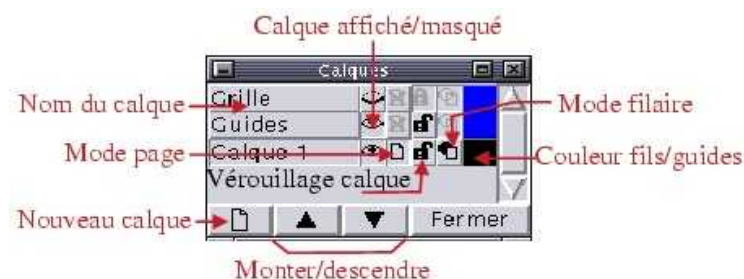 Calque affiché/masqué
Calques
Grille
Nom du calque
Mode filaire
Guides
Mode page
Calque 1
Couleur fils/guides
Vérouillage calque
Nouveau calque
Fermer
Monter/descendre